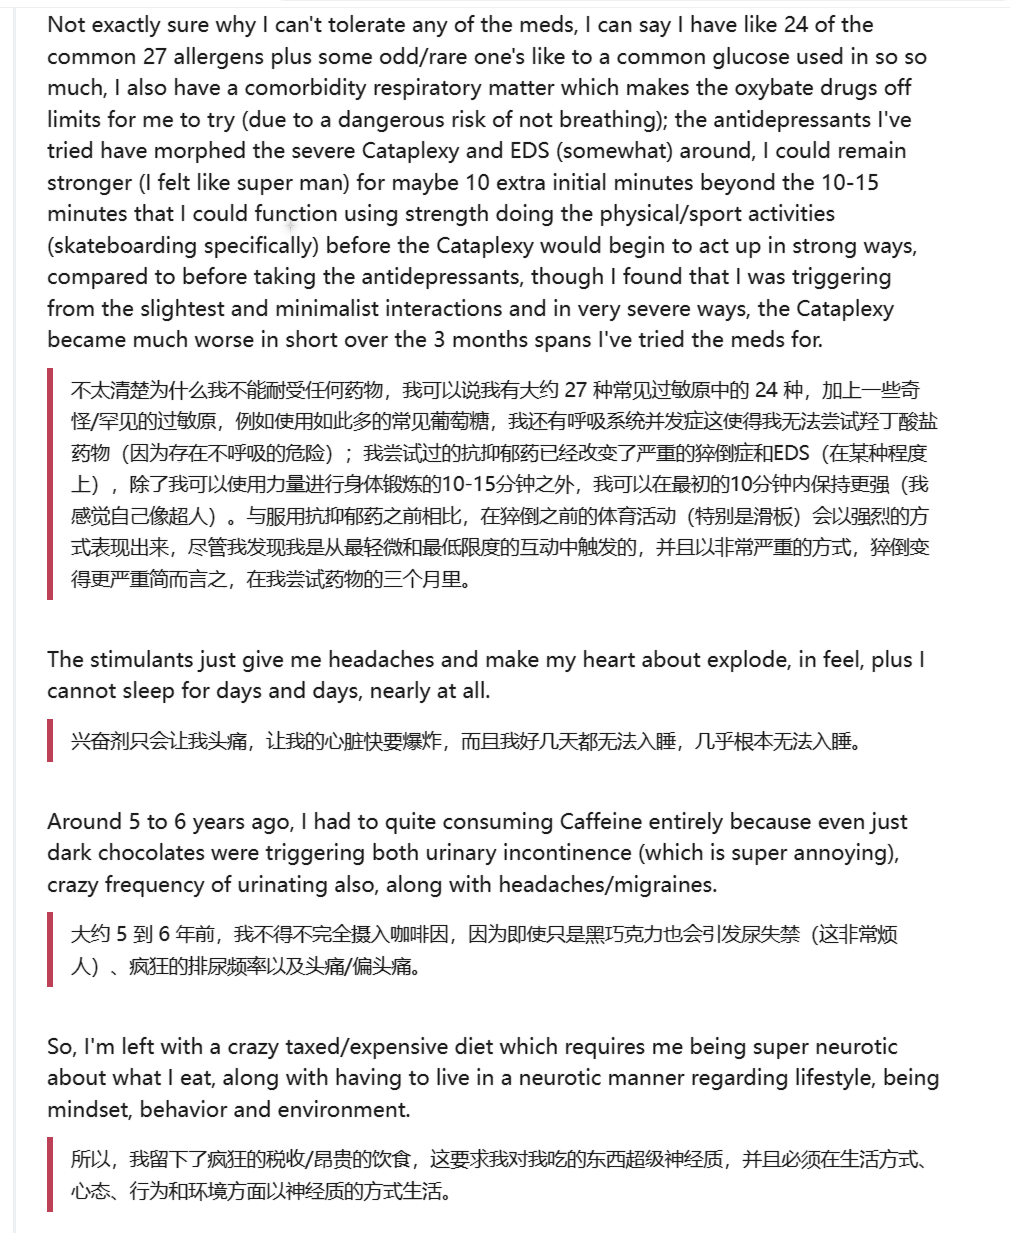 Not exactly sure why I can't tolerate any of the meds, I can say I have like 24 of the
common 27 allergens plus some odd/rare one's like to a common glucose used in so so
much, I also have a comorbidity respiratory matter which makes the oxybate drugs off
limits for me to try (due to a dangerous risk of not breathing); the antidepressants I've
tried have morphed the severe Cataplexy and EDS (somewhat) around, I could remain
stronger (I felt like super man) for maybe 10 extra initial minutes beyond the 10-15
minutes that I could function using strength doing the physical/sport activities
(skateboarding specifically) before the Cataplexy would begin to act up in strong ways,
compared to before taking the antidepressants, though I found that I was triggering
from the slightest and minimalist interactions and in very severe ways, the Cataplexy
became much worse in short over the 3 months spans I've tried the meds for.
不太清楚为什么我不能耐受任何药物，我可以说我有大约 27 种常见过敏原中的 24 种，加上一些奇
怪/罕见的过敏原，例如使用如此多的常见葡萄糖，我还有呼吸系统并发症这使得我无法尝试羟丁酸盐
药物（因为存在不呼吸的危险）；我尝试过的抗抑郁药已经改变了严重的猝倒症和EDS（在某种程度
上），除了我可以使用力量进行身体锻炼的10-15分钟之外，我可以在最初的10分钟内保持更强（我
感觉自己像超人）。与服用抗抑郁药之前相比，在猝倒之前的体育活动（特别是滑板）会以强烈的方
式表现出来，尽管我发现我是从最轻微和最低限度的互动中触发的，并且以非常严重的方式，猝倒变
得更严重简而言之，在我尝试药物的三个月里。
The stimulants just give me headaches and make my heart about explode, in feel, plus I
cannot sleep for days and days, nearly at all.
兴奋剂只会让我头痛，让我的心脏快要爆炸，而且我好几天都无法入睡，几乎根本无法入睡。
Around 5 to 6 years ago, I had to quite consuming Caffeine entirely because even just
dark chocolates were triggering both urinary incontinence (which is super annoying),
crazy frequency of urinating also, along with headaches/migraines.
大约 5 到 6 年前，我不得不完全摄入咖啡因，因为即使只是黑巧克力也会引发尿失禁（这非常烦
人）、疯狂的排尿频率以及头痛/偏头痛。
So, I'm left with a crazy taxed/expensive diet which requires me being super neurotic
about what I eat, along with having to live in a neurotic manner regarding lifestyle, being
mindset, behavior and environment.
所以，我留下了疯狂的税收/昂贵的饮食，这要求我对我吃的东西超级神经质，并且必须在生活方式、
心态、行为和环境方面以神经质的方式生活。